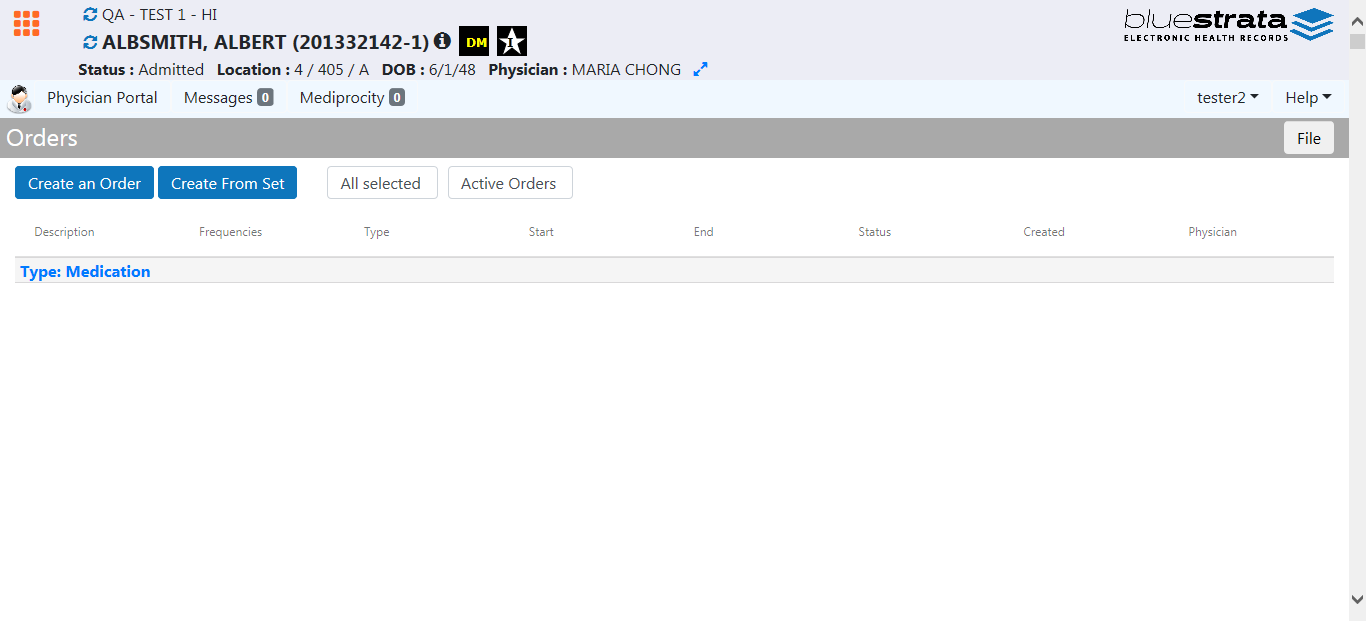 QA - TEST 1 - HI
ALBSMITH, ALBERT (201332142-1) DM I
Status : Admitted Location : 4 / 405 / A DOB : 6/1/48 Physician : MARIA CHONG
bluestrata
ELECTRONIC HEALTH RECORDS
Physician Portal Messages 0 Mediprocity 0 tester2 Help
Orders File
Create an Order Create From Set All selected Active Orders
Description Frequencies Type Start End Status Created Physician
Type: Medication